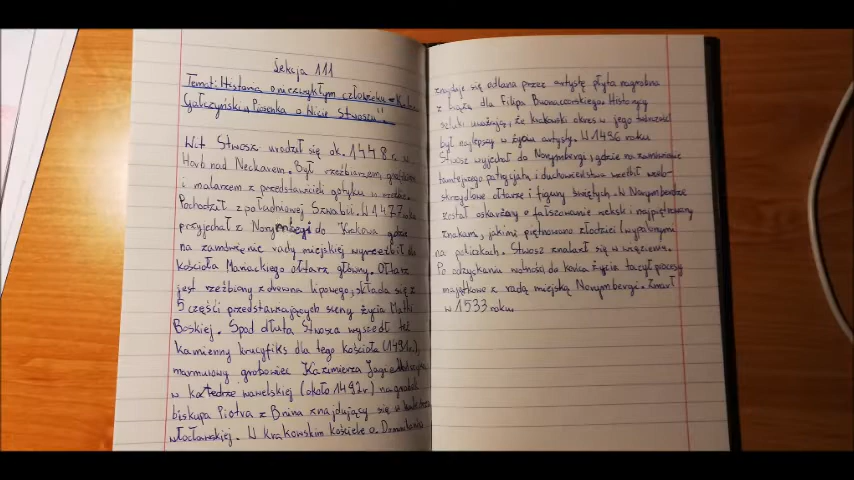 Lekcja 111
Temat: Historia o niezwykłym człowieku - K.I.
Gałczyński "Piosenka o Wicie Stwoszu".
Wit Stwosz urodził się ok. 1448 r. w
Horb nad Neckarem. Był rzeźbiarzem, grafikiem
i malarzem z przedstawicieli gotyku w rzeźbie.
Pochodził z południowej Szwabii. W 1477 roku
przyjechał z Norymbergi do Krakowa gdzie
na zamówienie rady miejskiej wyrzeźbił dla
kościoła Mariackiego ołtarz główny. Ołtarz
jest rzeźbiony z drewna lipowego, składa się z
5 części przedstawiających sceny życia Matki
Boskiej. Spod dłuta Stwosza wyszedł też
kamienny krucyfiks dla tego kościoła (1491r.),
marmurowy grobowiec Kazimierza Jagiellończyka
w katedrze wawelskiej (około 1492r.) nagrobek
biskupa Piotra z Bnina znajdujący się w katedrze
włocławskiej. W krakowskim kościele o. Dominikanów
znajduje się odlana przez artystę płyta nagrobna
z brązu dla Filipa Buonaccorsiego. Historycy
sztuki uważają, że krakowski okres w jego twórczości
był najlepszy w życiu artysty. W 1496 roku
Stwosz wyjechał do Norymbergi, gdzie na zamówienie
tamtejszego patrycjatu i duchowieństwa rzeźbił
skrzydłowe ołtarze i figury świętych. W Norymberdze
został oskarżony o fałszowanie weksli i napiętnowany
znakami, jakimi piętnowano złodziei (wypalonymi
na policzkach. Stwosz znalazł się w więzieniu.
Po odzyskaniu wolności do końca życia toczył procesy
majątkowe z radą miejską Norymbergi. Zmarł
w 1533 roku.